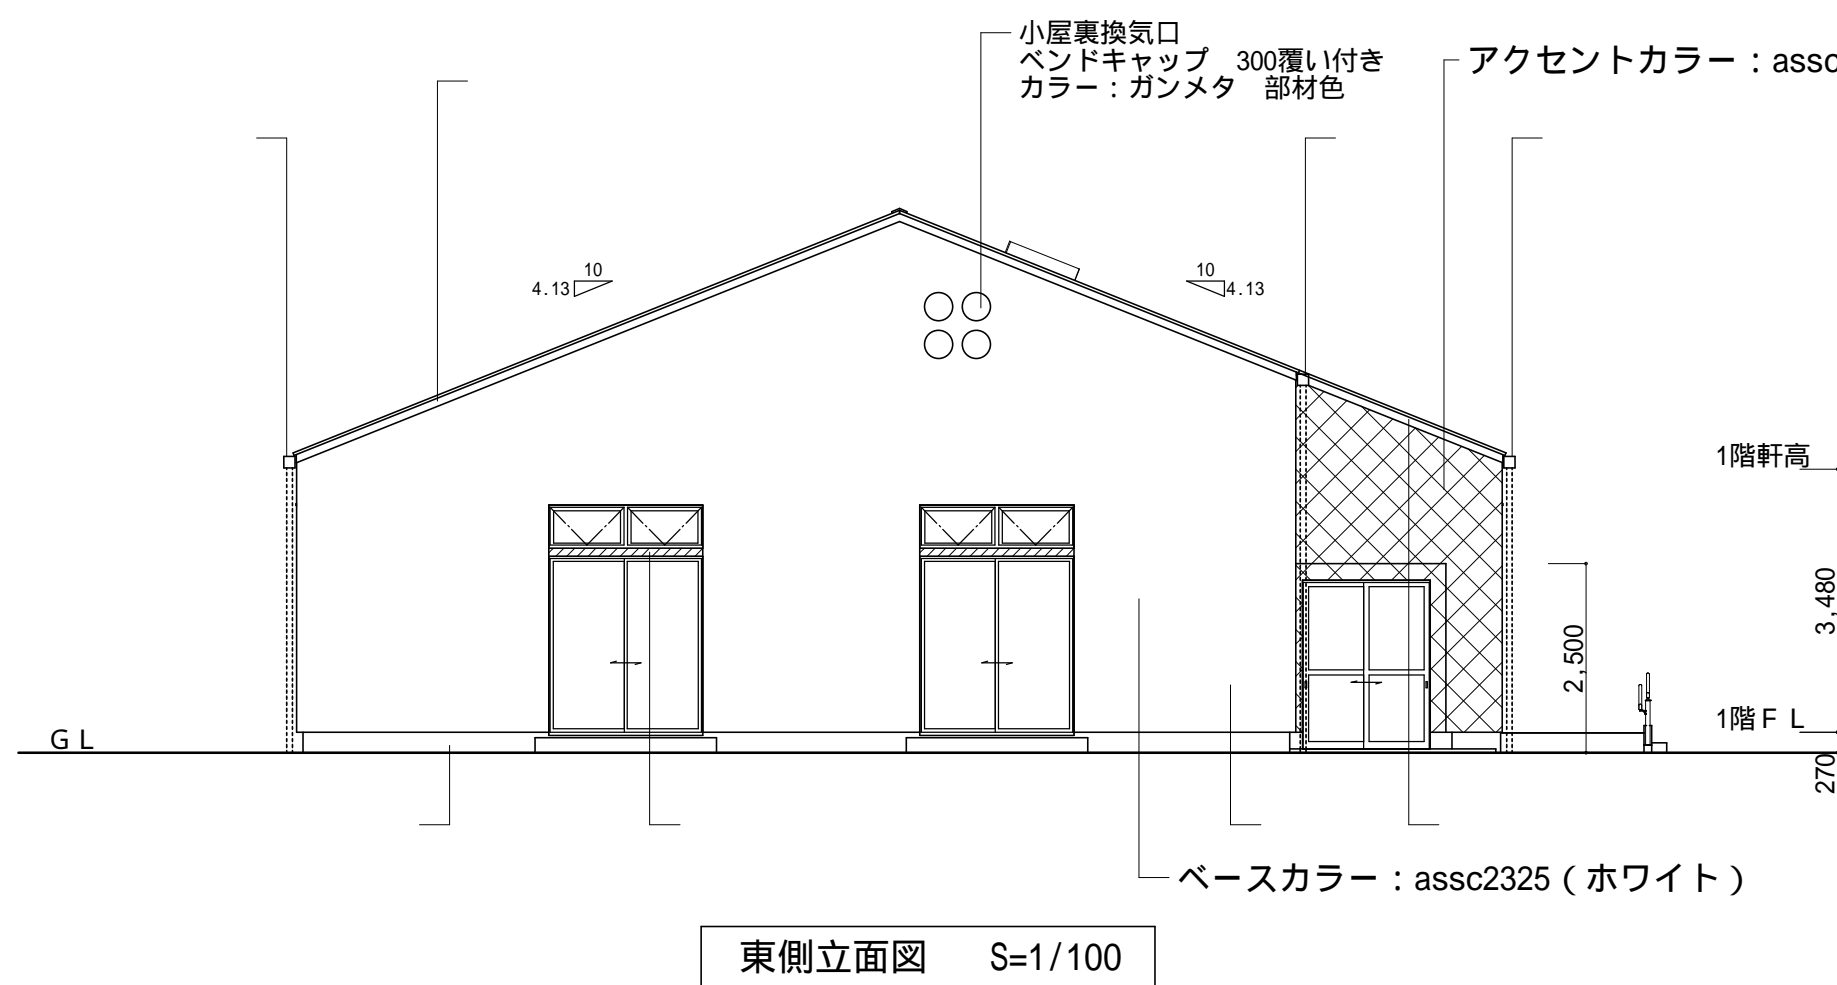 小屋裏換気口
ベンドキャップ　300覆い付き
カラー：ガンメタ　部材色
アクセントカラー：assc
10
4.13
10
4.13
1階軒高
3,480
2,500
1階ＦＬ
ＧＬ
270
ベースカラー：assc2325（ホワイト）
東側立面図　S=1/100